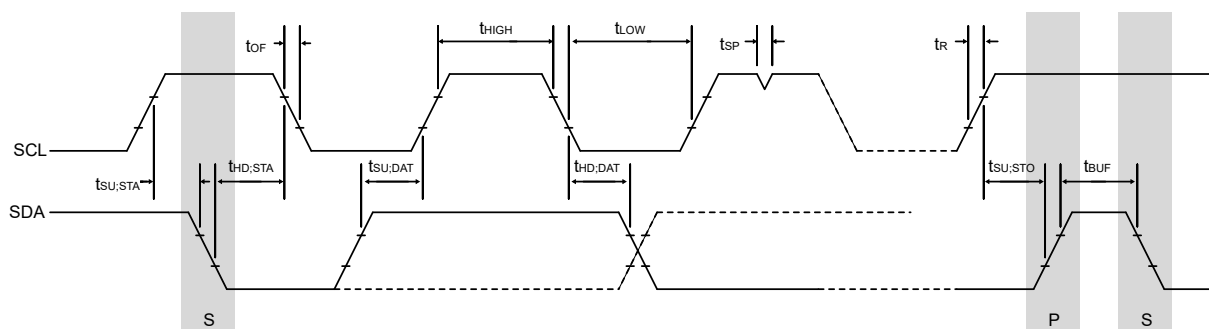 tOF
tHIGH
tLOW
tSP
tR
SCL
tSU;STA
tHD;STA
tSU;DAT
tHD;DAT
tSU;STO
tBUF
SDA
S
P
S